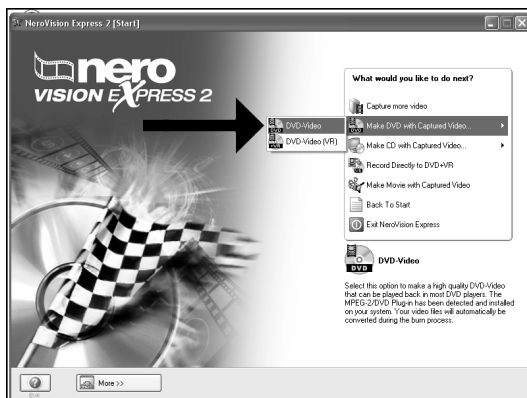 NeroVision Express 2 [Start]
nero
VISION EXPRESS 2
What would you like to do next?
Capture more video
Make DVD with Captured Video...
DVD-Video
DVD-Video (VR)
Make CD with Captured Video...
Record Directly to DVD+VR
Make Movie with Captured Video
Back To Start
Exit NeroVision Express
DVD-Video
Select this option to make a high quality DVD-Video
that can be played back in most DVD players. The
MPEG-2/DVD Plug-in has been detected and installed
on your system. Your video files will automatically be
converted during the burn process.
More >>